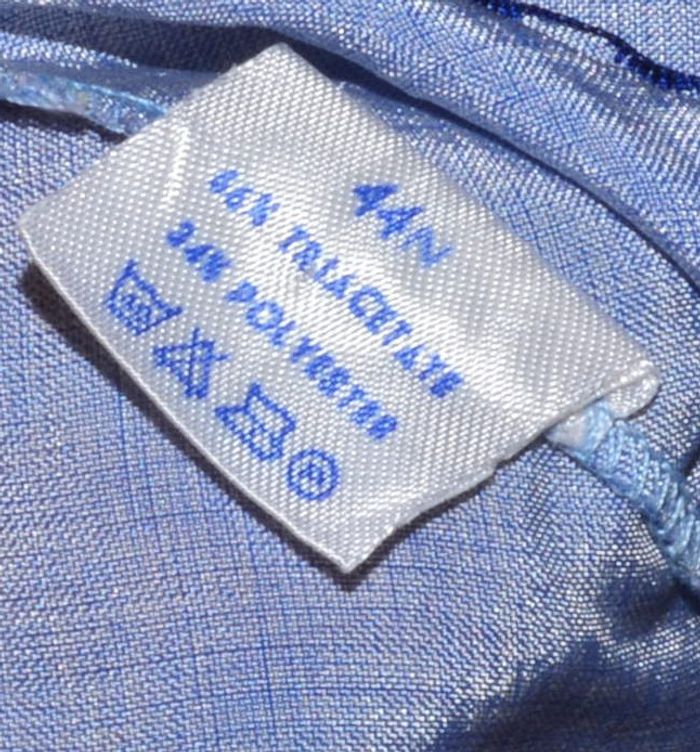 44N
66% TRIACETATE
34% POLYESTER